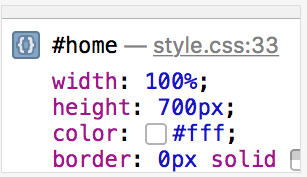 {} #home — style.css:33
width: 100%;
height: 700px;
color: #fff;
border: 0px solid